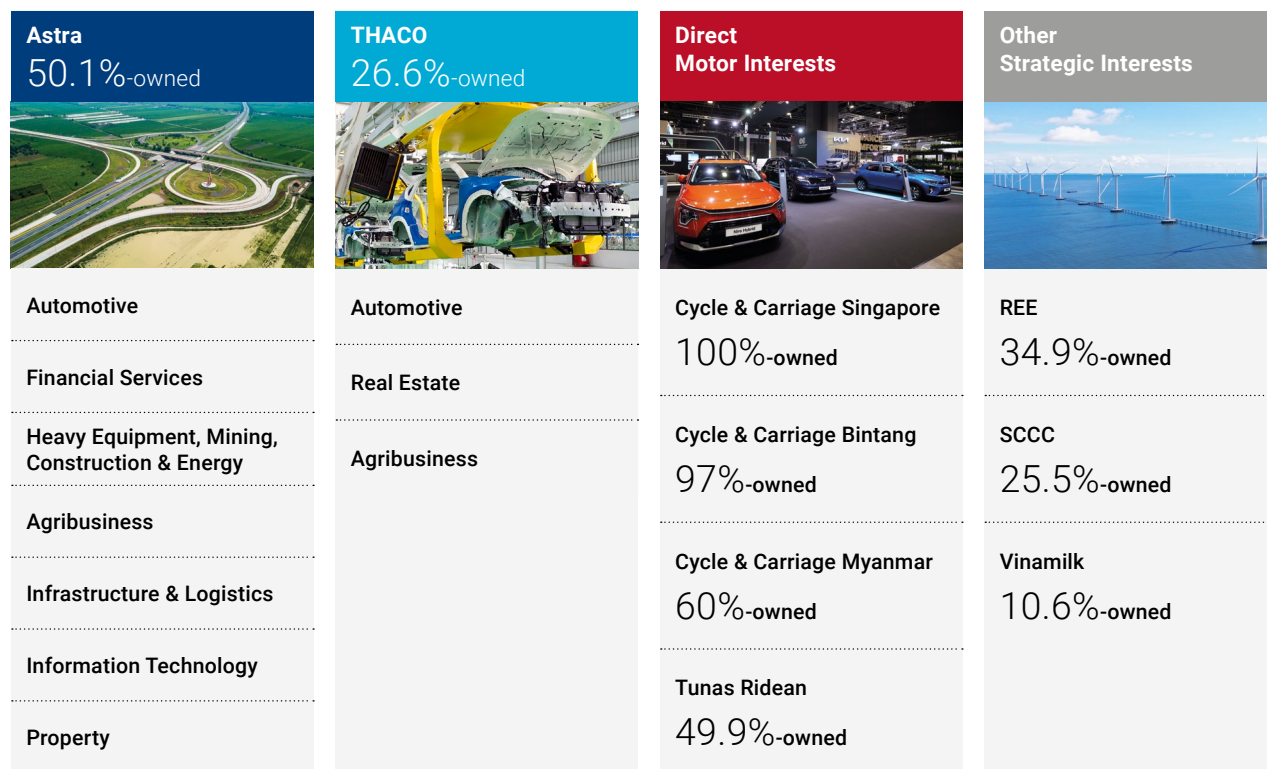 Astra
50.1%-owned
Automotive
Financial Services
Heavy Equipment, Mining,
Construction & Energy
Agribusiness
Infrastructure & Logistics
Information Technology
Property
THACO
26.6%-owned
Automotive
Real Estate
Agribusiness
Direct
Motor Interests
KIA
Niro Hybrid
Cycle & Carriage Singapore
100%-owned
Cycle & Carriage Bintang
97%-owned
Cycle & Carriage Myanmar
60%-owned
Tunas Ridean
49.9%-owned
Other
Strategic Interests
REE
34.9%-owned
SCCC
25.5%-owned
Vinamilk
10.6%-owned